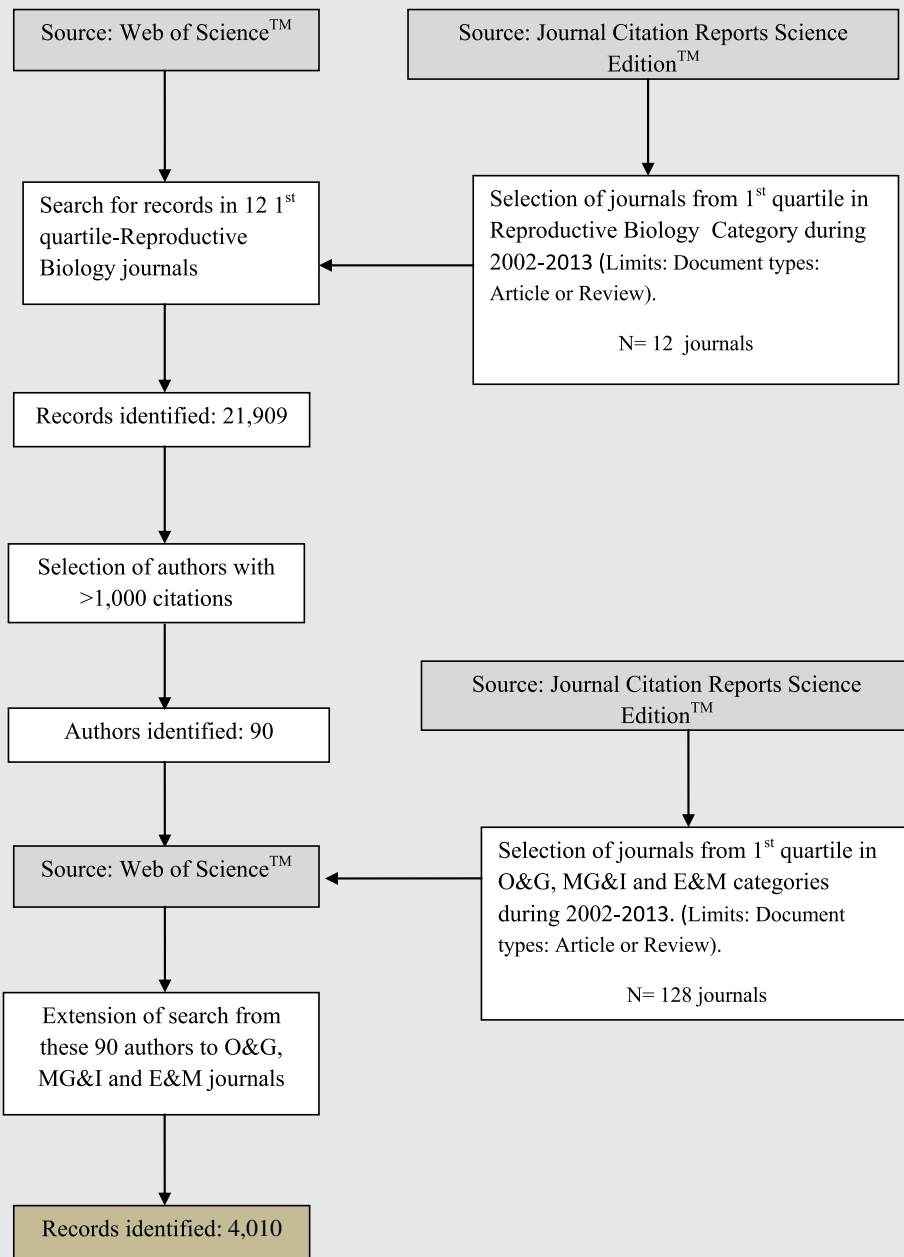 Source: Web of Science™
Source: Journal Citation Reports Science
Edition™
Search for records in 12 1st
quartile-Reproductive
Biology journals
Selection of journals from 1st quartile in
Reproductive Biology Category during
2002-2013 (Limits: Document types:
Article or Review).
N= 12 journals
Records identified: 21,909
Selection of authors with
>1,000 citations
Authors identified: 90
Source: Journal Citation Reports Science
Edition™
Source: Web of Science™
Selection of journals from 1st quartile in
O&G, MG&I and E&M categories
during 2002-2013. (Limits: Document
types: Article or Review).
N= 128 journals
Extension of search from
these 90 authors to O&G,
MG&I and E&M journals
Records identified: 4,010